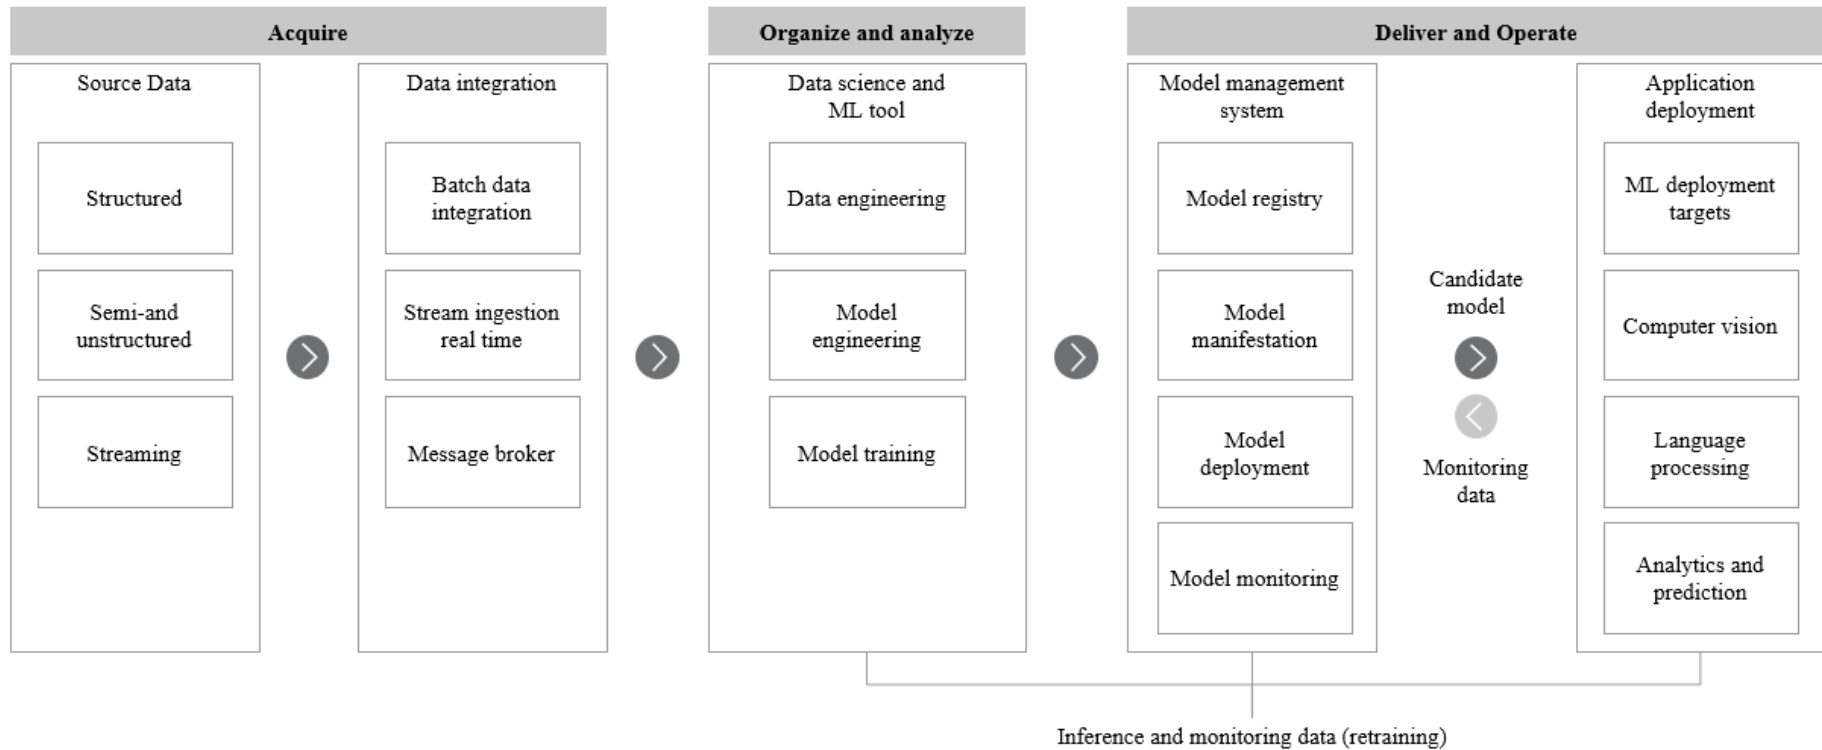 Acquire
Organize and analyze
Deliver and Operate
Source Data
Structured
Semi-and
unstructured
Streaming
Data integration
Batch data
integration
Stream ingestion
real time
Message broker
Data science and
ML tool
Data engineering
Model
engineering
Model training
Model management
system
Model registry
Model
manifestation
Model
deployment
Model monitoring
Candidate
model
Monitoring
data
Application
deployment
ML deployment
targets
Computer vision
Language
processing
Analytics and
prediction
Inference and monitoring data (retraining)